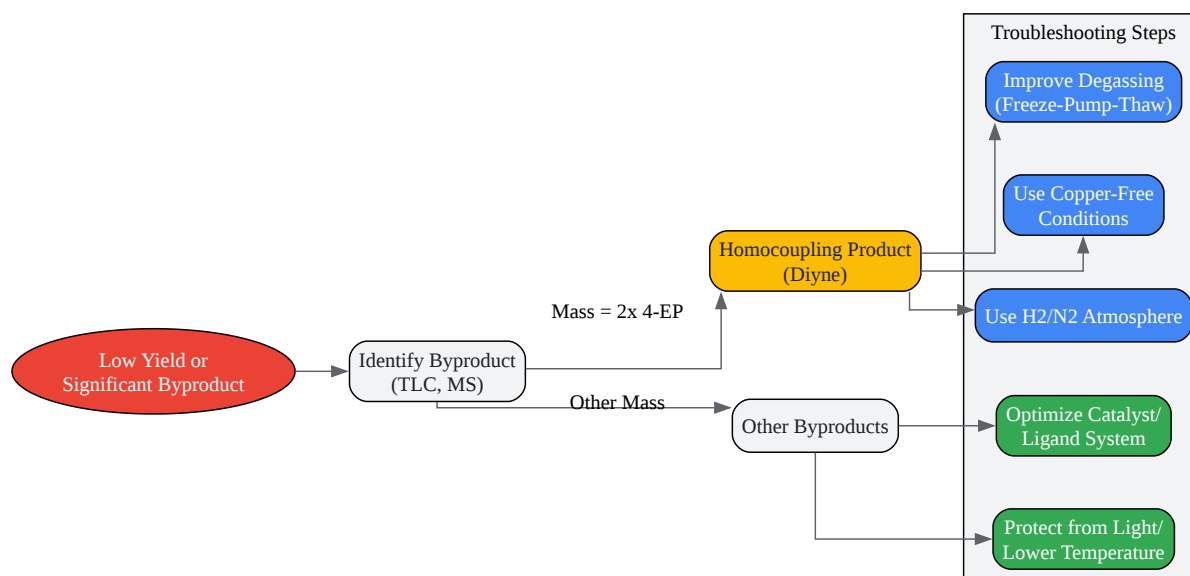 Troubleshooting Steps
Improve Degassing
(Freeze-Pump-Thaw)
Use Copper-Free
Conditions
Homocoupling Product
(Diyne)
Mass = 2x 4-EP
Use H2/N2 Atmosphere
Low Yield or
Significant Byproduct
Identify Byproduct
(TLC, MS)
Other Mass
Other Byproducts
Optimize Catalyst/
Ligand System
Protect from Light/
Lower Temperature